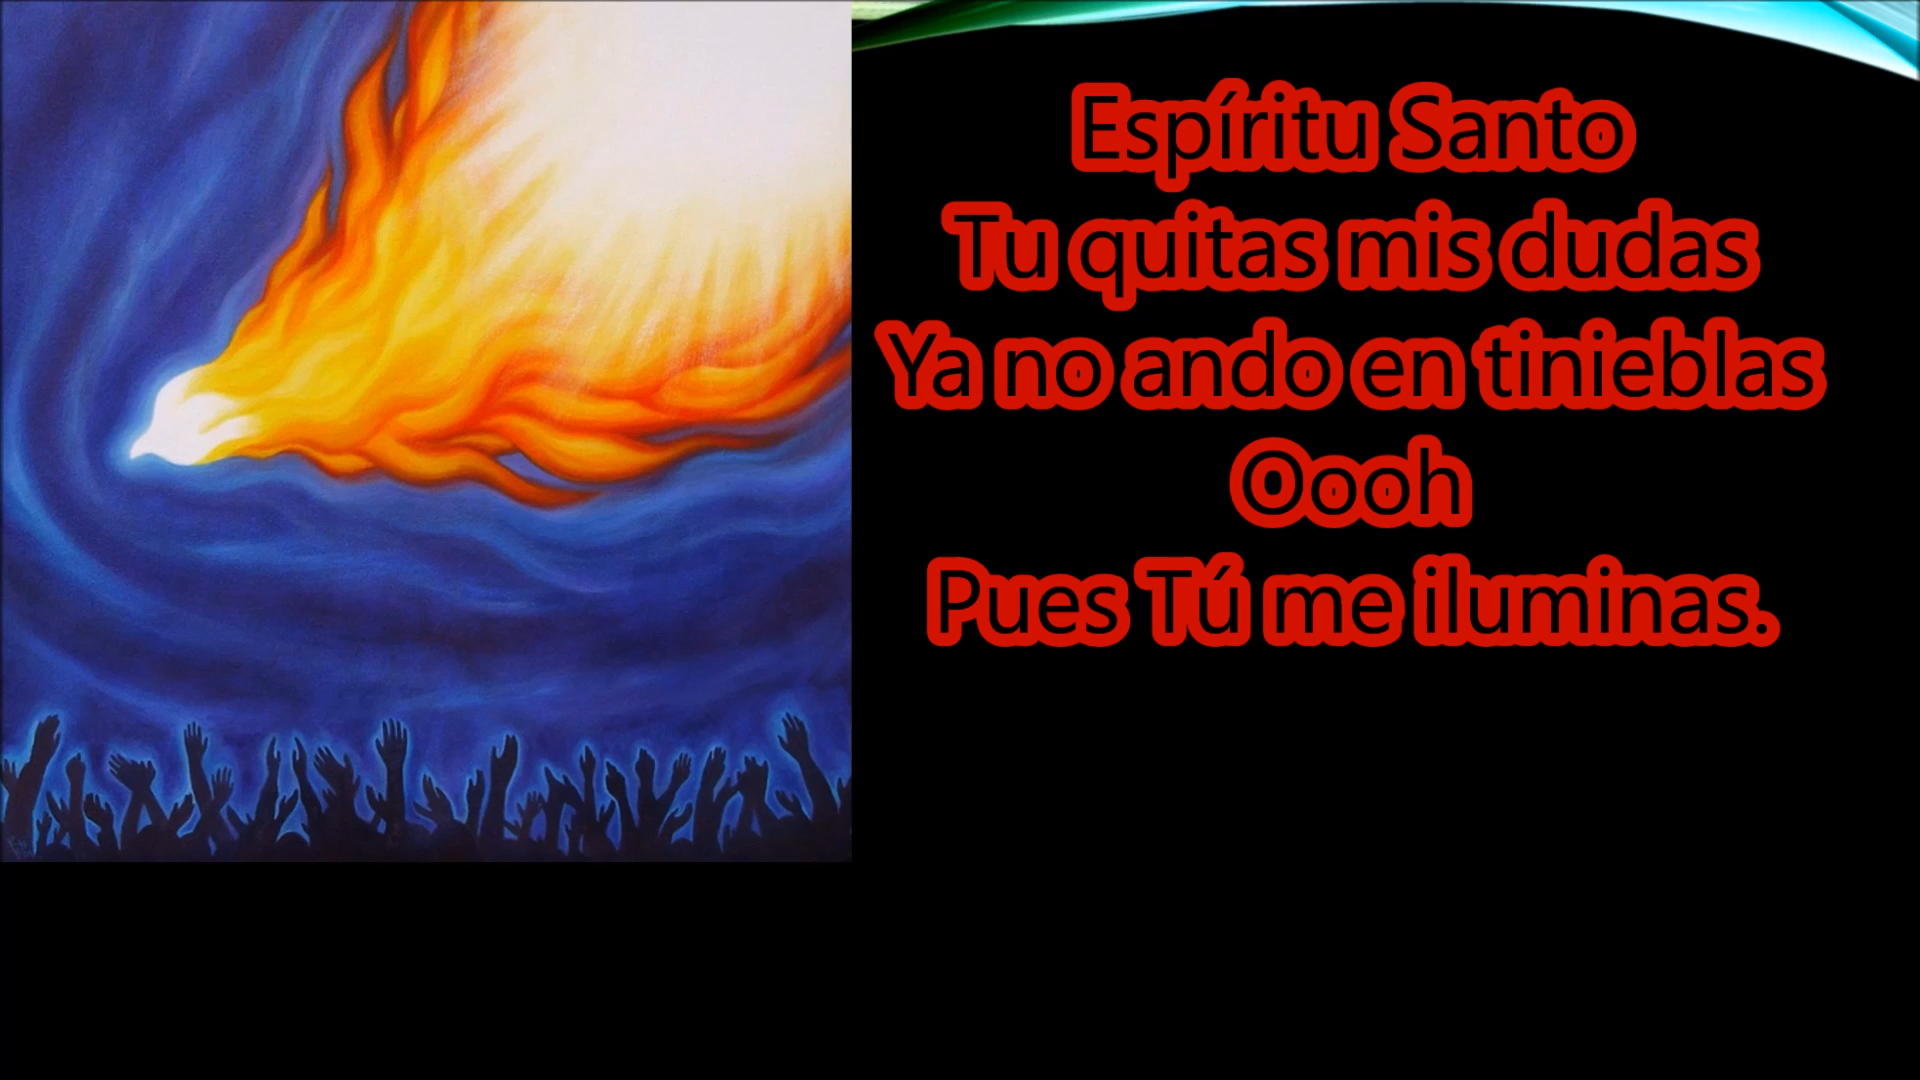 Espíritu Santo
Tu quitas mis dudas
Ya no ando en tinieblas
Oooh
Pues Tú me iluminas.